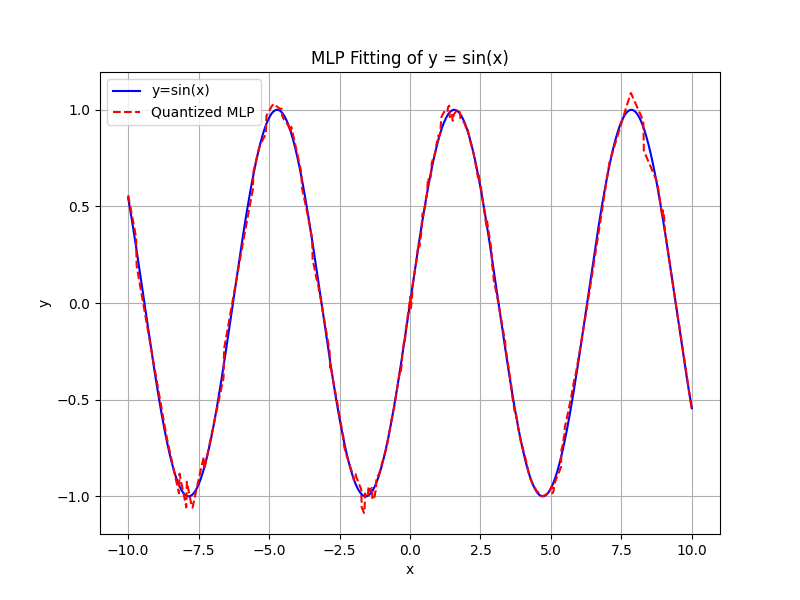 MLP Fitting of y = sin(x)
y=sin(x)
Quantized MLP
1.0
0.5
0.0
−0.5
−1.0
y
−10.0 −7.5 −5.0 −2.5 0.0 2.5 5.0 7.5 10.0
x